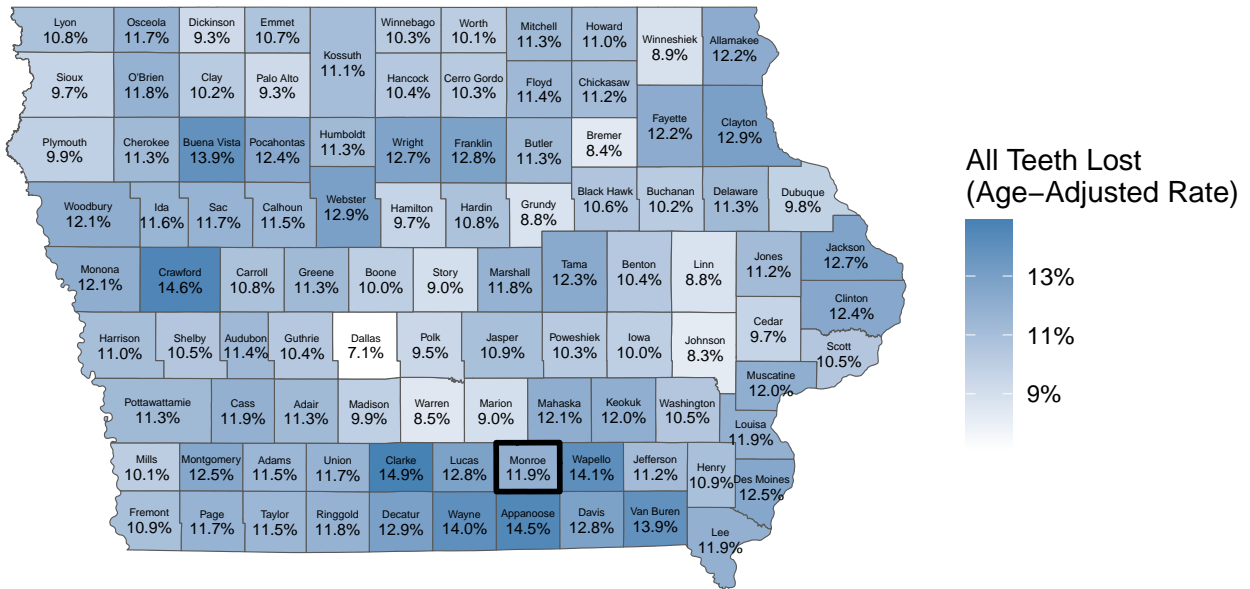 Lyon
10.8%
Osceola
11.7%
Dickinson
9.3%
Emmet
10.7%
Kossuth
11.1%
Winnebago
10.3%
Worth
10.1%
Mitchell
11.3%
Howard
11.0%
Winneshiek
8.9%
Allamakee
12.2%
Sioux
9.7%
O'Brien
11.8%
Clay
10.2%
Palo Alto
9.3%
Hancock
10.4%
Cerro Gordo
10.3%
Floyd
11.4%
Chickasaw
11.2%
Fayette
12.2%
Clayton
12.9%
Plymouth
9.9%
Cherokee
11.3%
Buena Vista
13.9%
Pocahontas
12.4%
Humboldt
11.3%
Wright
12.7%
Franklin
12.8%
Butler
11.3%
Bremer
8.4%
Woodbury
12.1%
Ida
11.6%
Sac
11.7%
Calhoun
11.5%
Webster
12.9%
Hamilton
9.7%
Hardin
10.8%
Grundy
8.8%
Black Hawk
10.6%
Buchanan
10.2%
Delaware
11.3%
Dubuque
9.8%
Monona
12.1%
Crawford
14.6%
Carroll
10.8%
Greene
11.3%
Boone
10.0%
Story
9.0%
Marshall
11.8%
Tama
12.3%
Benton
10.4%
Linn
8.8%
Jones
11.2%
Jackson
12.7%
Clinton
12.4%
Harrison
11.0%
Shelby
10.5%
Audubon
11.4%
Guthrie
10.4%
Dallas
7.1%
Polk
9.5%
Jasper
10.9%
Poweshiek
10.3%
Iowa
10.0%
Johnson
8.3%
Cedar
9.7%
Scott
10.5%
Muscatine
12.0%
Pottawattamie
11.3%
Cass
11.9%
Adair
11.3%
Madison
9.9%
Warren
8.5%
Marion
9.0%
Mahaska
12.1%
Keokuk
12.0%
Washington
10.5%
Louisa
11.9%
Mills
10.1%
Montgomery
12.5%
Adams
11.5%
Union
11.7%
Clarke
14.9%
Lucas
12.8%
Monroe
11.9%
Wapello
14.1%
Jefferson
11.2%
Henry
10.9%
Des Moines
12.5%
Fremont
10.9%
Page
11.7%
Taylor
11.5%
Ringgold
11.8%
Decatur
12.9%
Wayne
14.0%
Appanoose
14.5%
Davis
12.8%
Van Buren
13.9%
Lee
11.9%
All Teeth Lost
(Age−Adjusted Rate)
13%
11%
9%